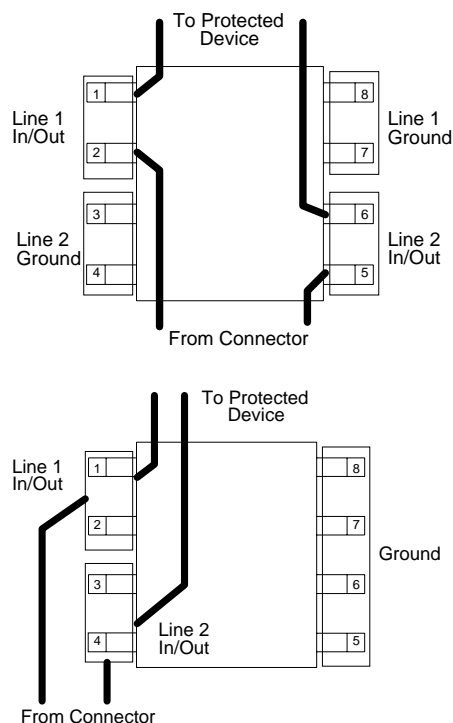 To Protected
Device
1
8
Line 1
In/Out
Line 1
Ground
2
7
3
6
Line 2
Ground
Line 2
In/Out
4
5
From Connector
To Protected
Device
Line 1
In/Out
1
8
2
7
Ground
3
6
4
Line 2
In/Out
5
From Connector